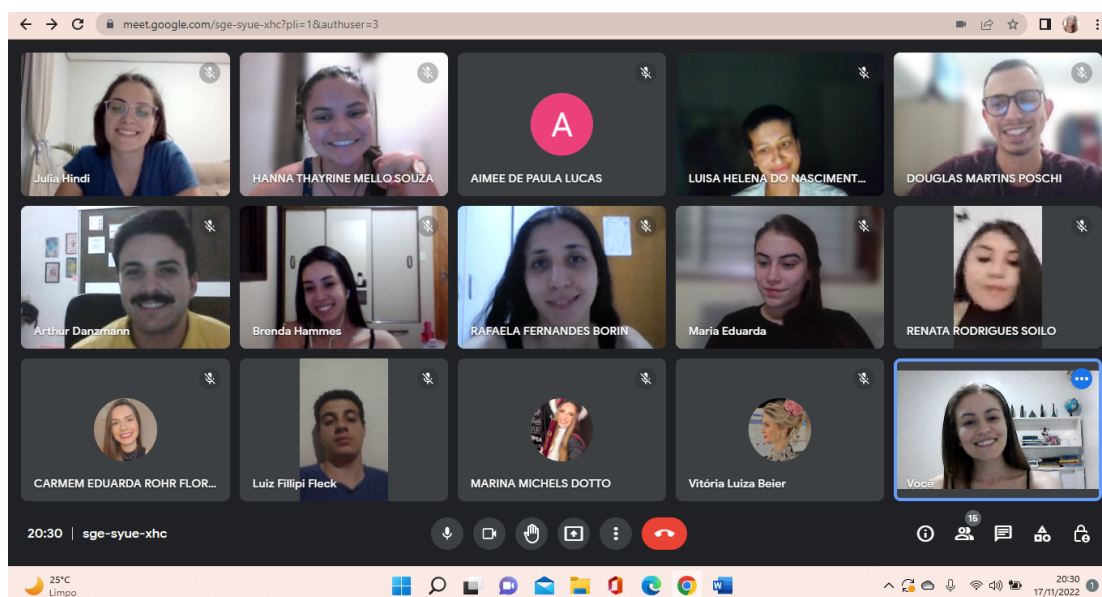 meet.google.com/sge-syue-xhc?pli=1&authuser=3
Julia Hindi
HANNA THAYRINE MELLO SOUZA
A
AIMEE DE PAULA LUCAS
LUISA HELENA DO NASCIMENT...
DOUGLAS MARTINS POSCHI
Arthur Danzmann
Brenda Hammes
RAFAELA FERNANDES BORIN
Maria Eduarda
RENATA RODRIGUES SOILO
CARMEM EDUARDA ROHR FLOR...
Luiz Fillipi Fleck
MARINA MICHELS DOTTO
Vitória Luiza Beier
Você
20:30 | sge-syue-xhc
15
25°C
Limpo
20:30
17/11/2022
1